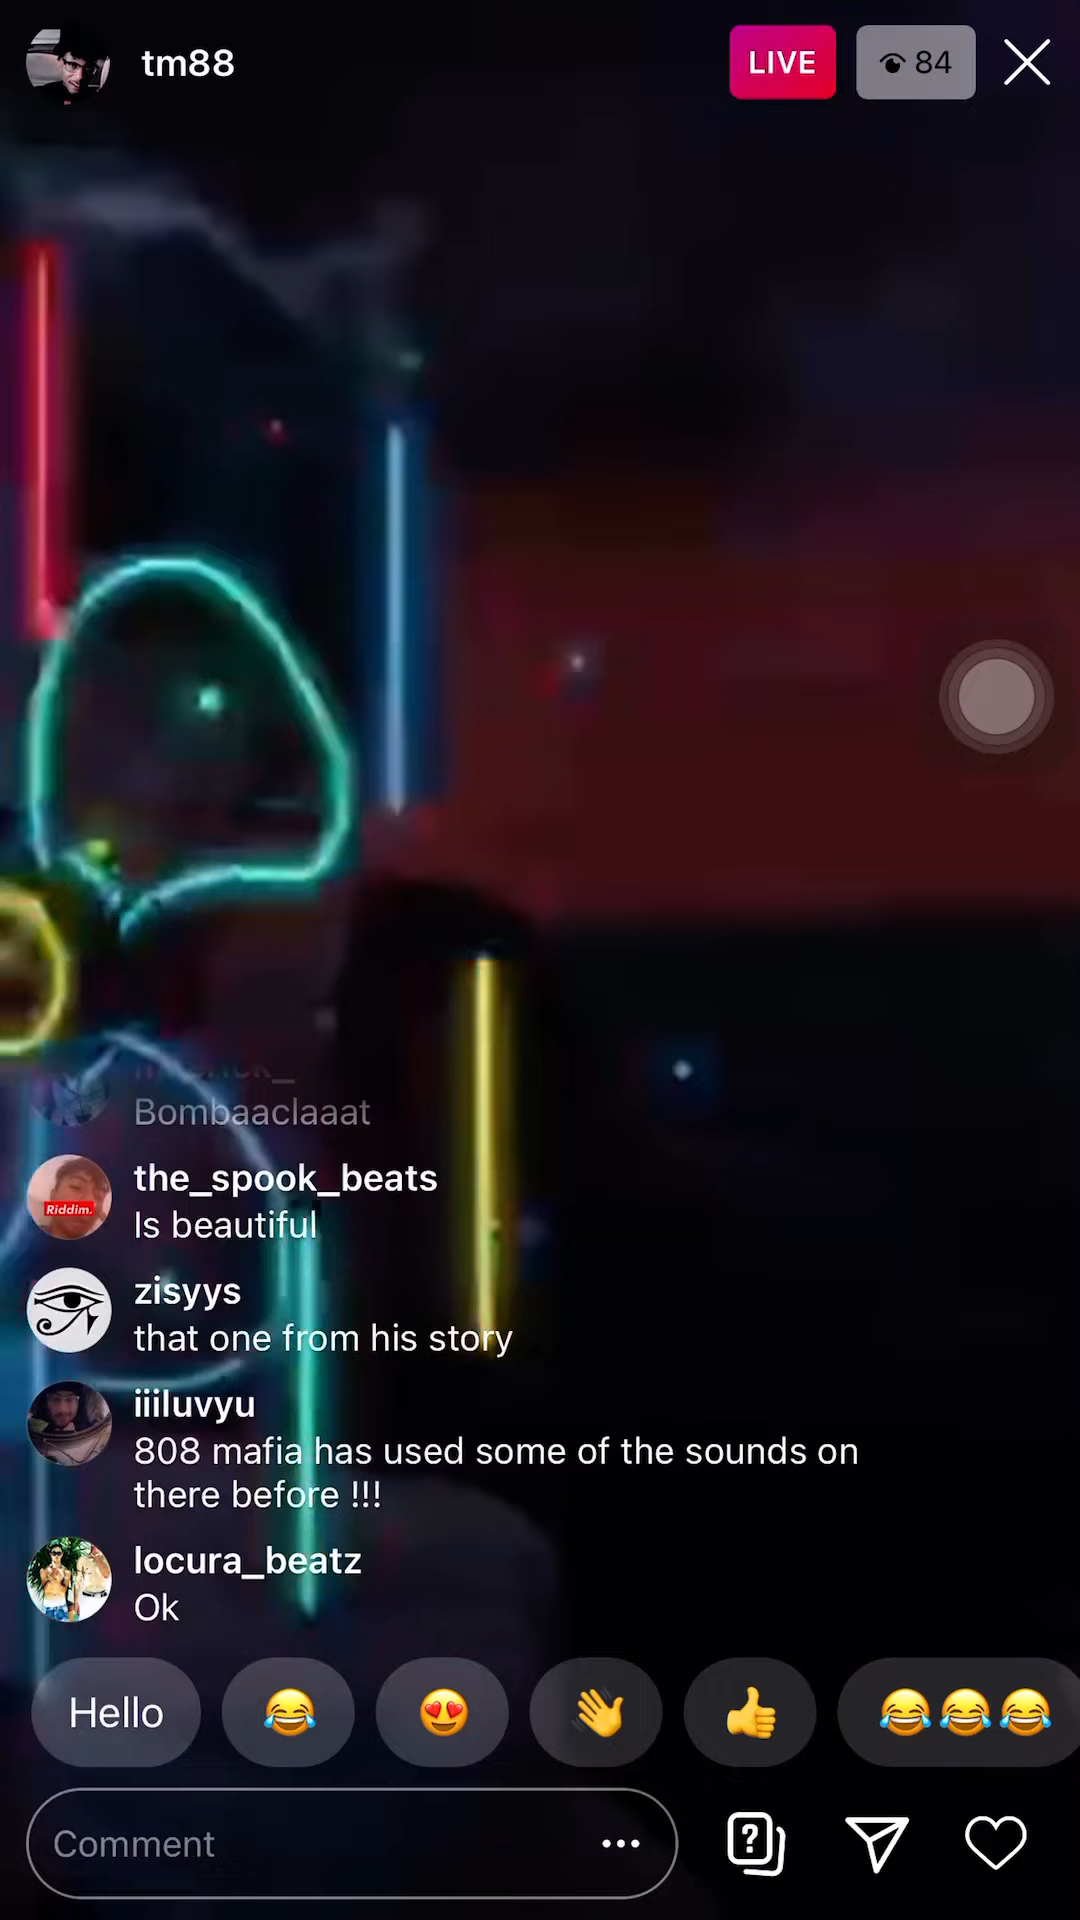 tm88
LIVE
84
Bombaaclaaat
the_spook_beats
Riddim.
Is beautiful
zisyys
that one from his story
iiiluvyu
808 mafia has used some of the sounds on
there before !!!
locura_beatz
Ok
Hello
Comment